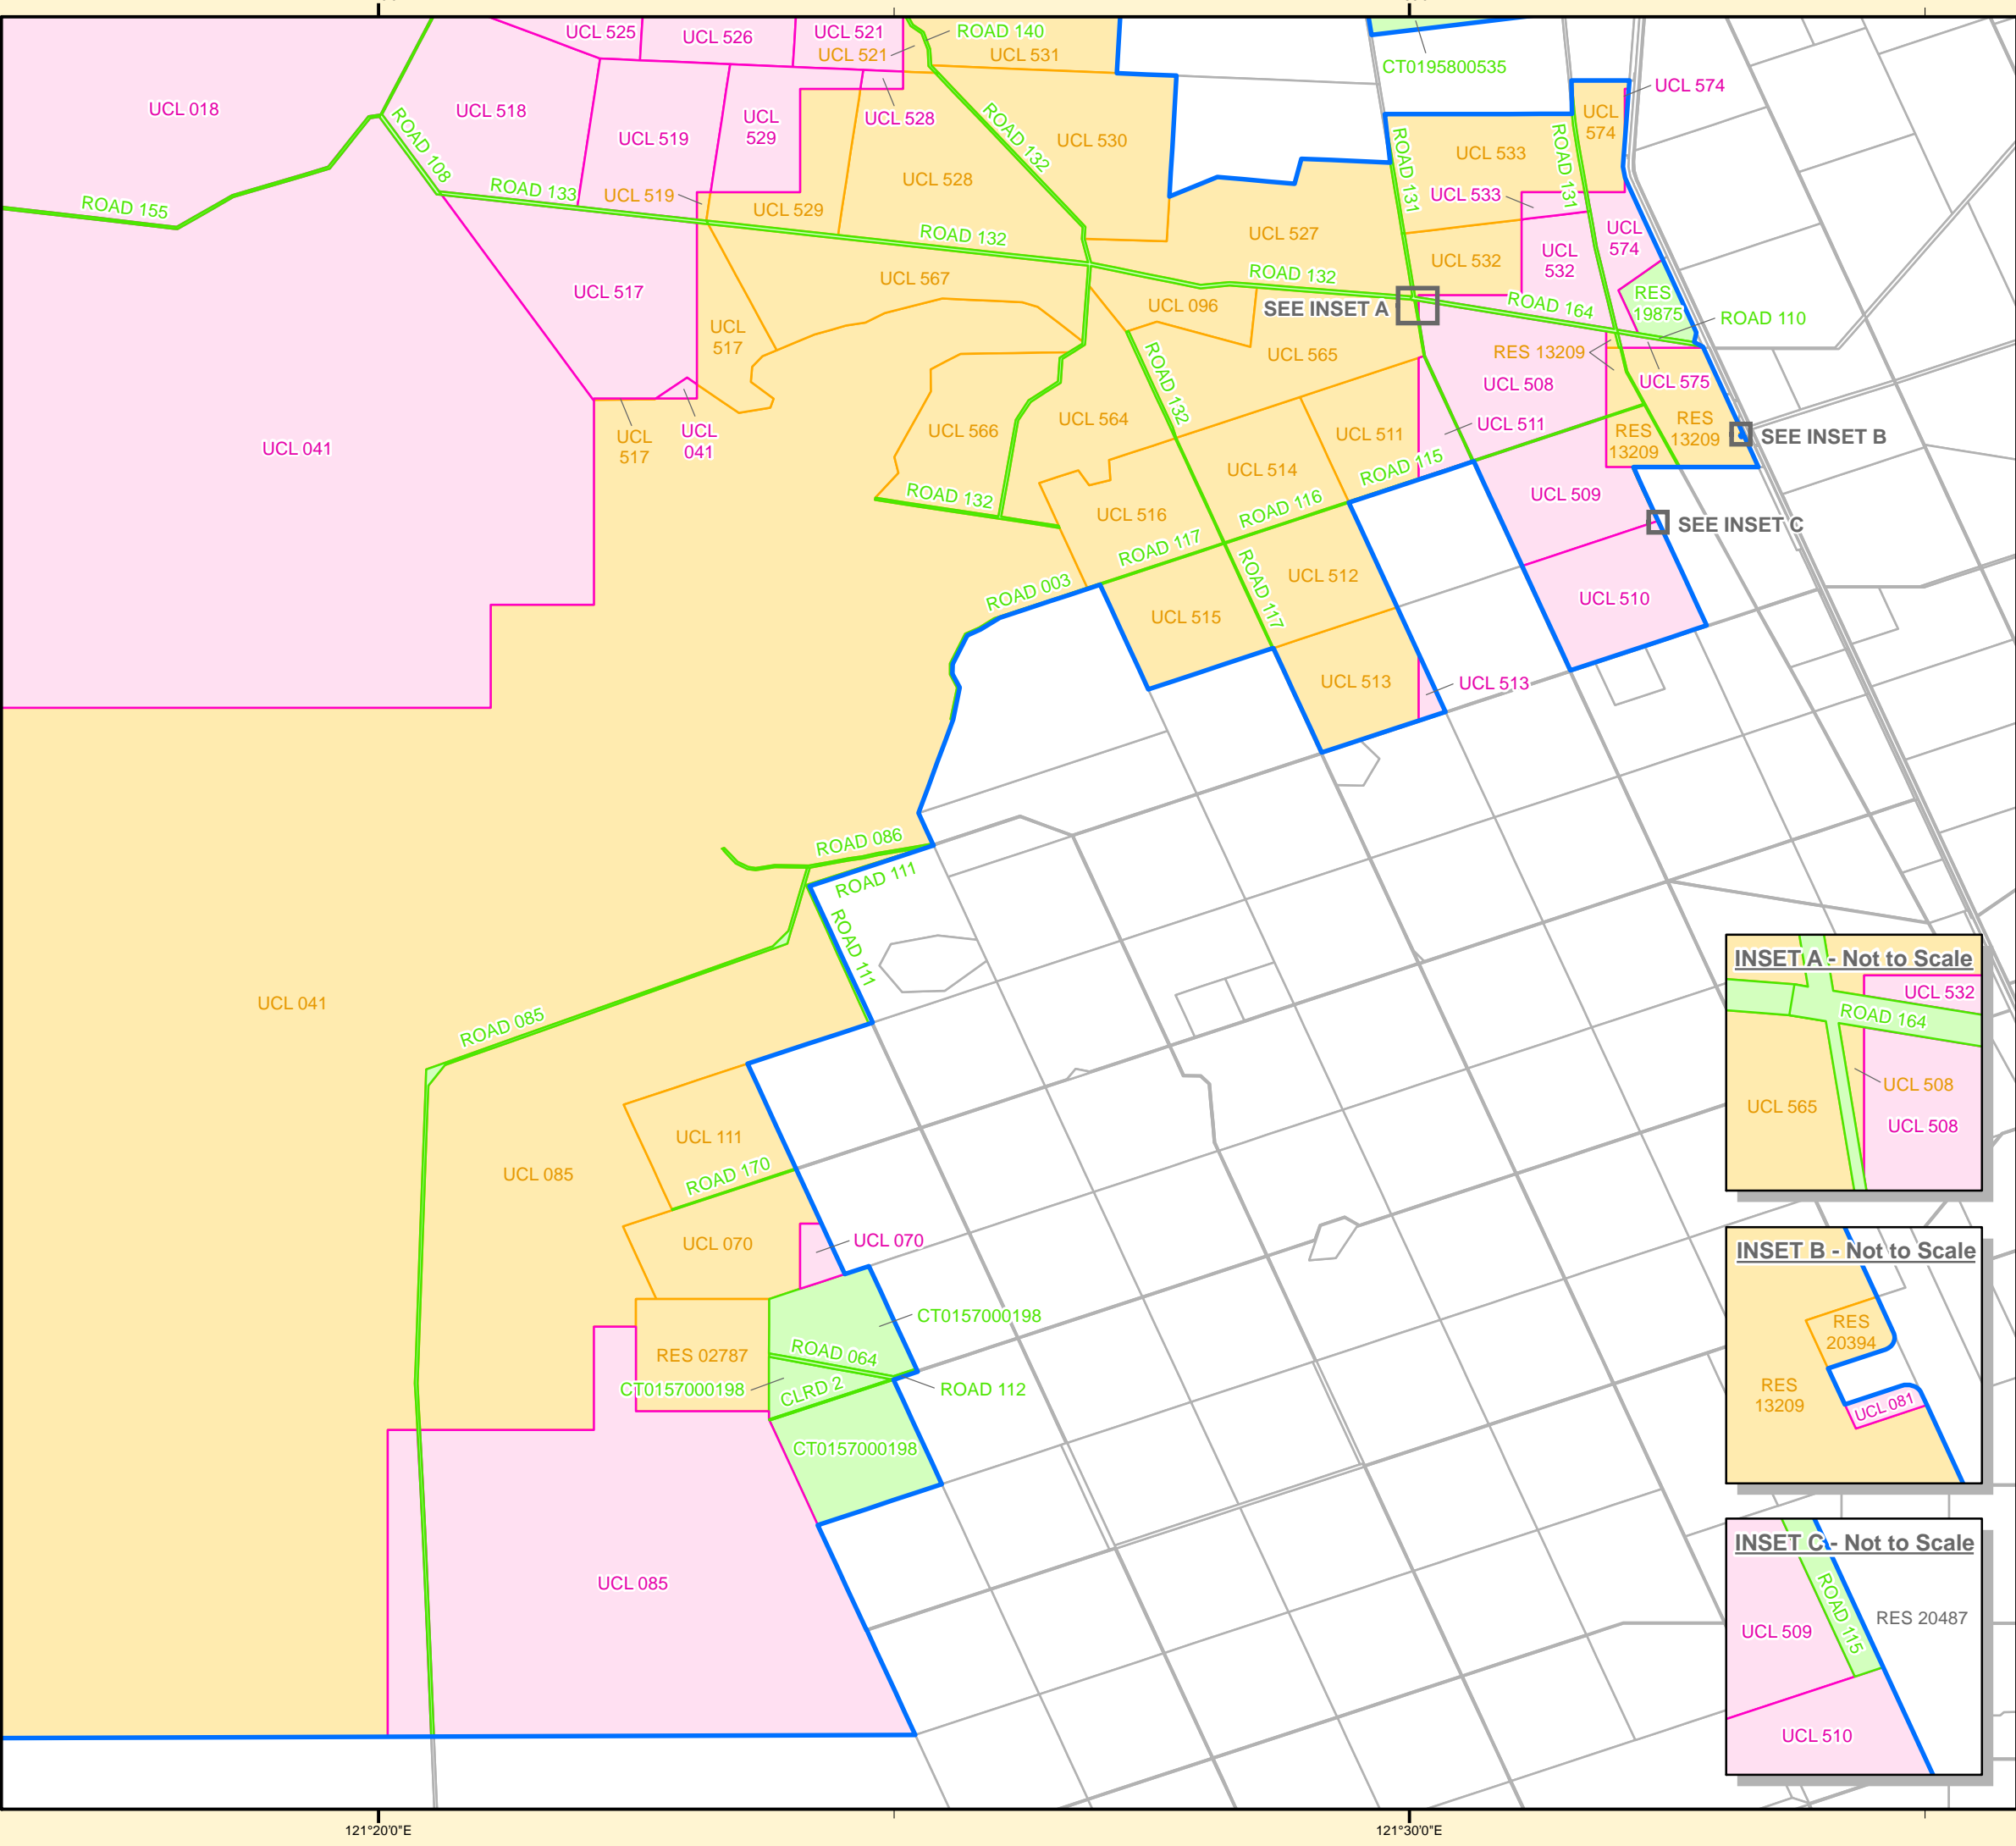 UCL 525
UCL 526
UCL 521
UCL 521
ROAD 140
UCL 531
CT0195800535
UCL 574
UCL 018
ROAD 108
UCL 518
UCL 519
UCL
529
UCL 528
ROAD 132
UCL 530
UCL
574
ROAD 131
UCL 533
ROAD 131
ROAD 155
ROAD 133
UCL 519
UCL 529
UCL 528
UCL 533
ROAD 132
UCL 527
UCL 532
UCL
532
UCL
574
UCL 517
UCL 567
ROAD 132
UCL 096
SEE INSET A
ROAD 164
RES
19875
ROAD 110
UCL
517
UCL 565
RES 13209
UCL 508
UCL 575
ROAD 132
UCL 041
UCL
517
UCL
041
UCL 566
UCL 564
UCL 511
UCL 511
RES
13209
RES
13209
SEE INSET B
UCL 514
ROAD 115
ROAD 132
UCL 516
ROAD 116
UCL 509
SEE INSET C
ROAD 117
ROAD 003
UCL 512
ROAD 117
UCL 515
UCL 510
UCL 513
UCL 513
ROAD 086
ROAD 111
ROAD 111
UCL 041
ROAD 085
UCL 111
UCL 085
ROAD 170
UCL 070
UCL 070
CT0157000198
RES 02787
ROAD 064
CT0157000198
CLRD 2
ROAD 112
CT0157000198
UCL 085
INSET A - Not to Scale
UCL 532
ROAD 164
UCL 508
UCL 565
UCL 508
INSET B - Not to Scale
RES
20394
RES
13209
UCL 081
INSET C - Not to Scale
ROAD 115
RES 20487
UCL 509
UCL 510
121°20'0"E
121°30'0"E